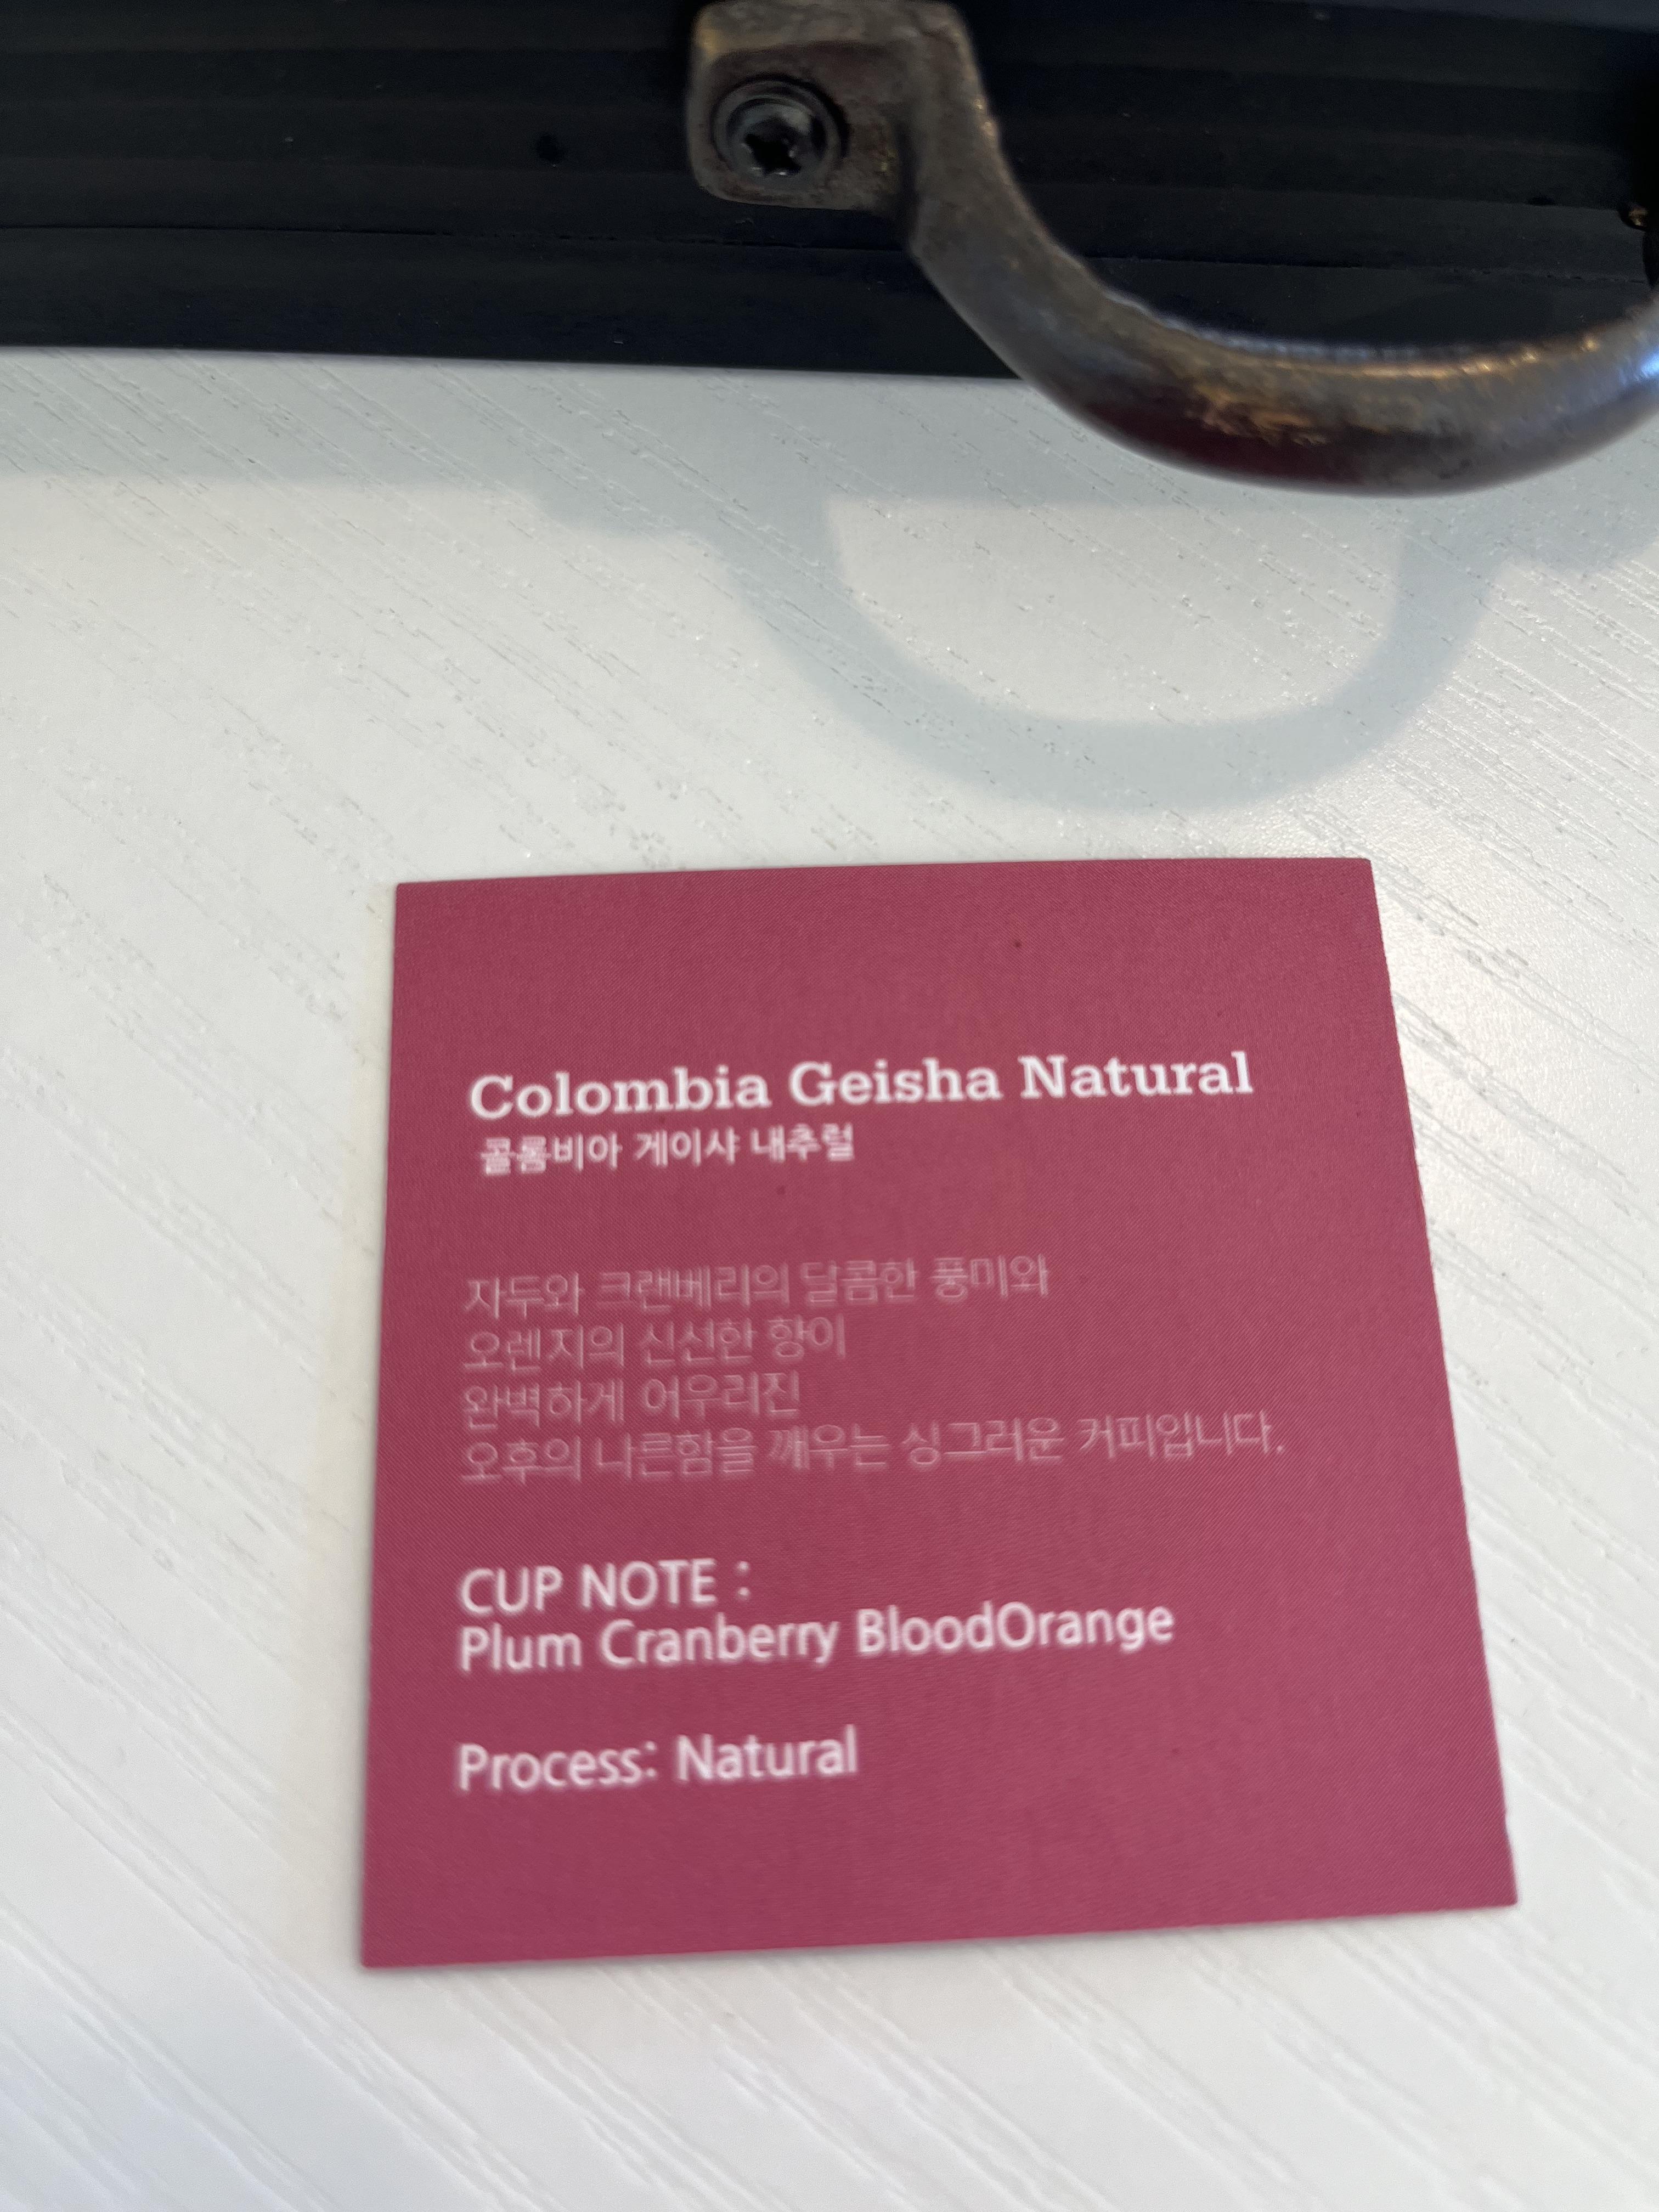 Colombia Geisha Natural
콜롬비아 게이샤 내추럴
자두와 크랜베리의 달콤한 풍미와
오렌지의 신선한 향이
완벽하게 어우러진
오후의 나른함을 깨우는 싱그러운 커피입니다.
CUP NOTE :
Plum Cranberry BloodOrange
Process: Natural